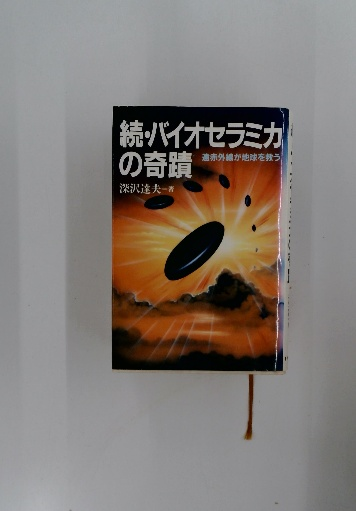 続・バイオセラミカ
の奇蹟
遠赤外線が地球を救う
深沢達夫=著